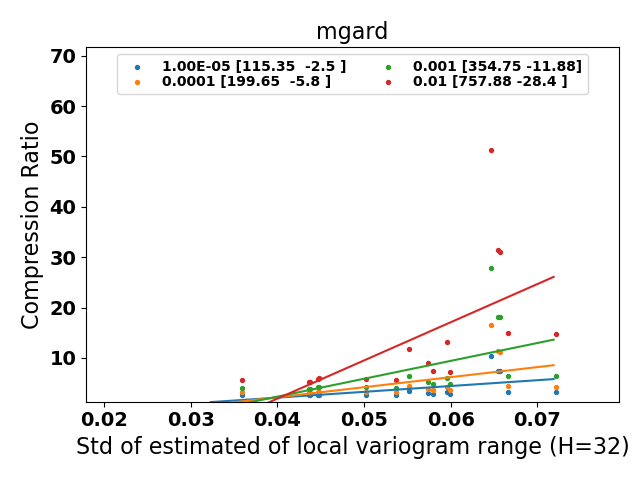 mgard
1.00E-05 [115.35  -2.5 ]
0.0001 [199.65  -5.8 ]
0.001 [354.75 -11.88]
0.01 [757.88 -28.4 ]
Compression Ratio
70
60
50
40
30
20
10
0.02 0.03 0.04 0.05 0.06 0.07
Std of estimated of local variogram range (H=32)